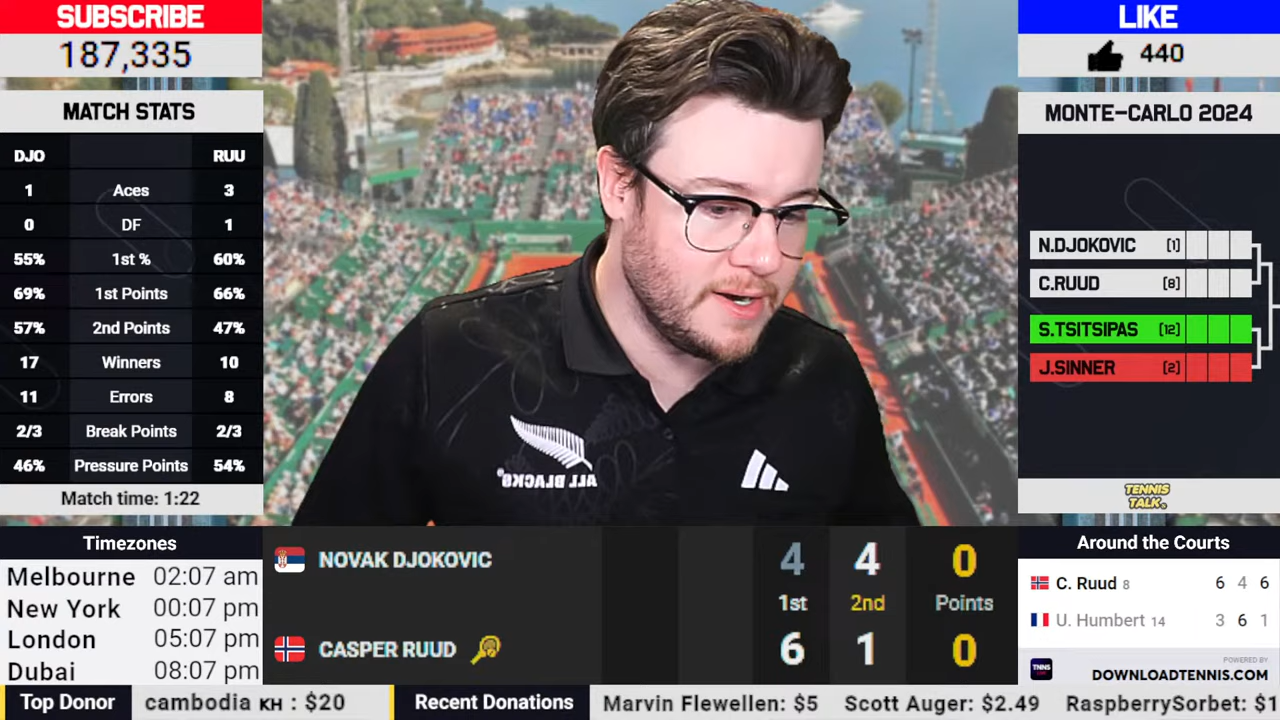 SUBSCRIBE
187,335
MATCH STATS
DJO RUU
1 Aces 3
0 DF 1
55% 1st % 60%
69% 1st Points 66%
57% 2nd Points 47%
17 Winners 10
11 Errors 8
2/3 Break Points 2/3
46% Pressure Points 54%
Match time: 1:22
Timezones
Melbourne 02:07 am
New York 00:07 pm
London 05:07 pm
Dubai 08:07 pm
ALL BLACKS®
NOVAK DJOKOVIC 4 4 0
1st 2nd Points
CASPER RUUD 6 1 0
LIKE
440
MONTE-CARLO 2024
N.DJOKOVIC [1]
C.RUUD [8]
S.TSITSIPAS [12]
J.SINNER [2]
TENNIS
TALK.
Around the Courts
C. Ruud 8 6 4 6
U. Humbert 14 3 6 1
TNNS
POWERED BY
DOWNLOADTENNIS.COM
Top Donor cambodia KH : $20 Recent Donations Marvin Flewellen: $5 Scott Auger: $2.49 RaspberrySorbet: $1